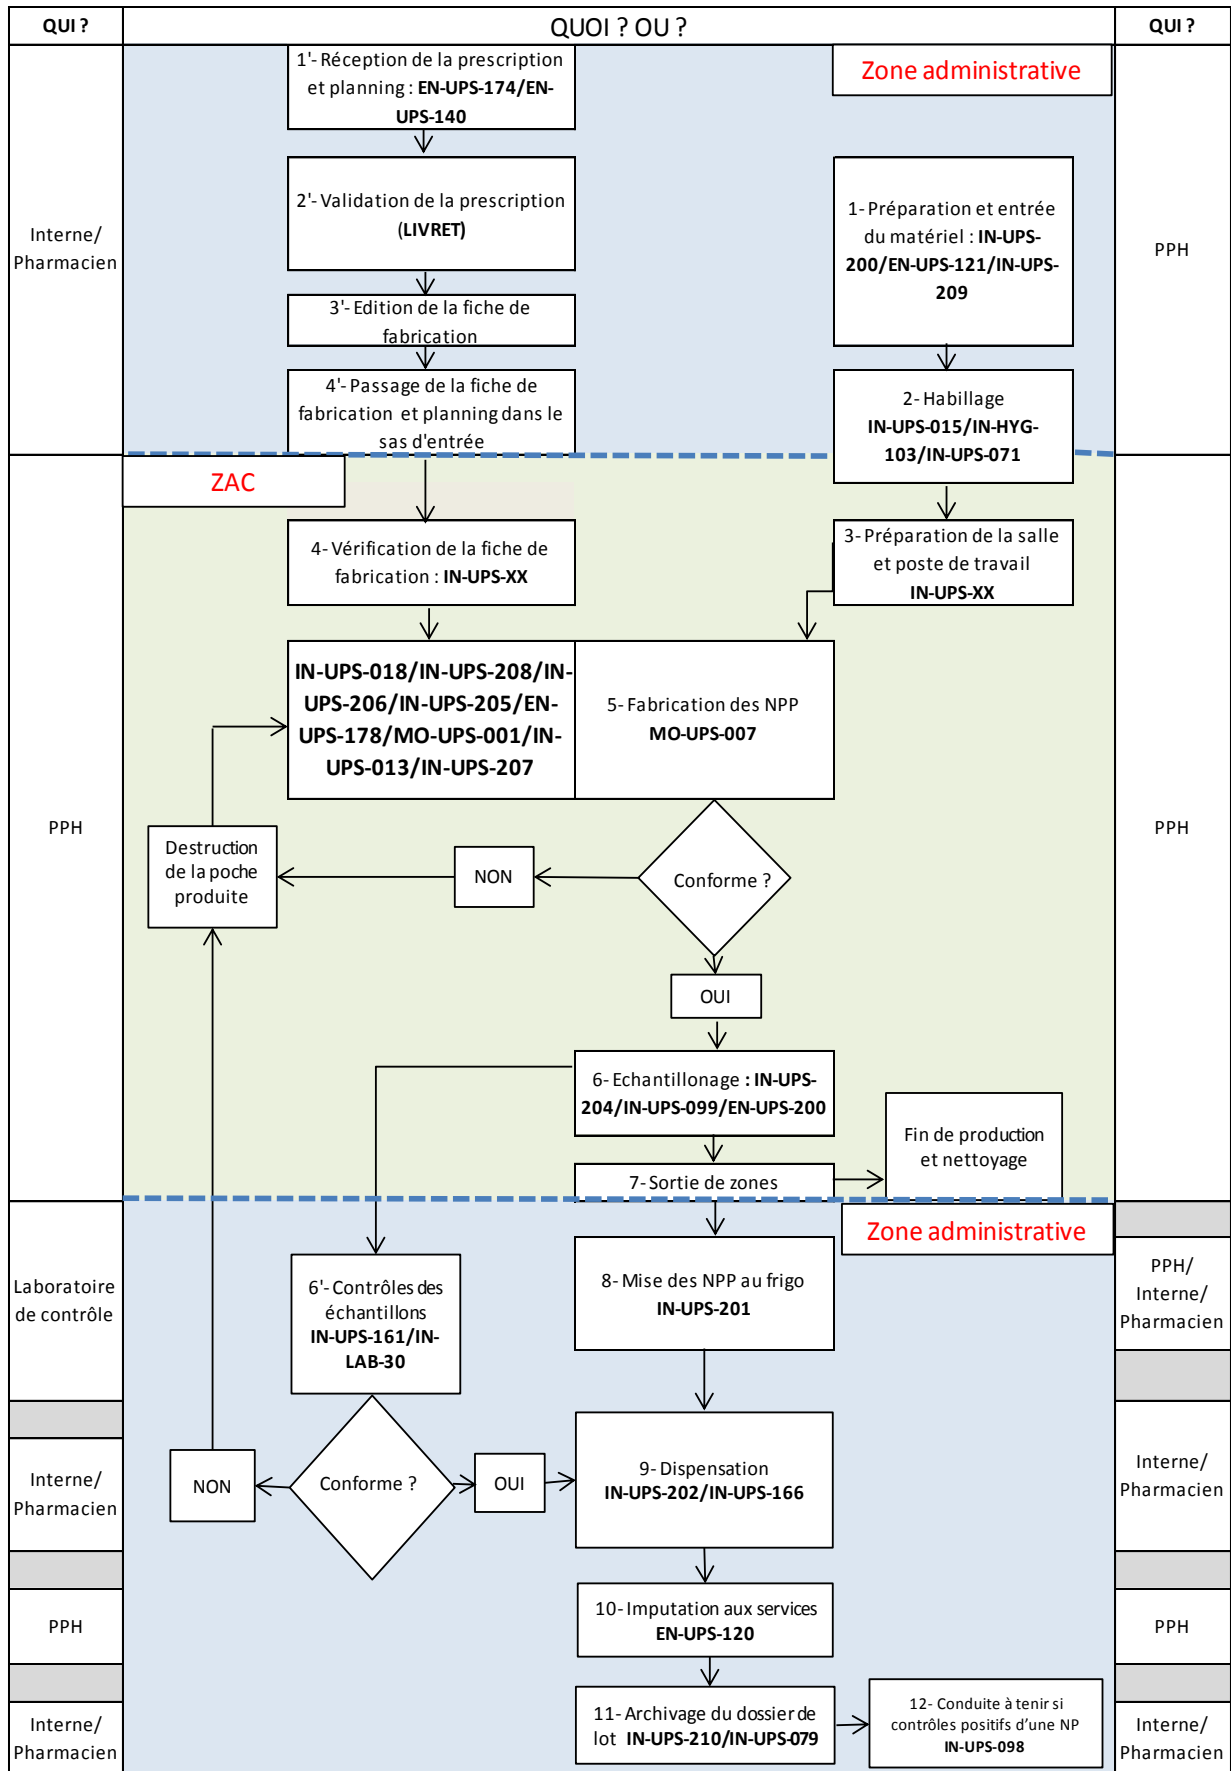 QUI ?
QUOI ? OU ?
QUI ?
1'- Réception de la prescription
et planning : EN-UPS-174/EN-
UPS-140
Zone administrative
2'- Validation de la prescription
(LIVRET)
1- Préparation et entrée
du matériel : IN-UPS-
200/EN-UPS-121/IN-UPS-
209
Interne/
Pharmacien
PPH
3'- Edition de la fiche de
fabrication
4'- Passage de la fiche de
fabrication et planning dans le
sas d'entrée
2- Habillage
IN-UPS-015/IN-HYG-
103/IN-UPS-071
ZAC
4- Vérification de la fiche de
fabrication : IN-UPS-XX
3- Préparation de la salle
et poste de travail
IN-UPS-XX
IN-UPS-018/IN-UPS-208/IN-
UPS-206/IN-UPS-205/EN-
UPS-178/MO-UPS-001/IN-
UPS-013/IN-UPS-207
5- Fabrication des NPP
MO-UPS-007
PPH
PPH
Destruction
de la poche
produite
NON
Conforme ?
OUI
6- Echantillonage : IN-UPS-
204/IN-UPS-099/EN-UPS-200
Fin de production
et nettoyage
7- Sortie de zones
Zone administrative
Laboratoire
de contrôle
6'- Contrôles des
échantillons
IN-UPS-161/IN-
LAB-30
8- Mise des NPP au frigo
IN-UPS-201
PPH/
Interne/
Pharmacien
Interne/
Pharmacien
NON
Conforme ?
OUI
9- Dispensation
IN-UPS-202/IN-UPS-166
Interne/
Pharmacien
PPH
10- Imputation aux services
EN-UPS-120
PPH
Interne/
Pharmacien
11- Archivage du dossier de
lot IN-UPS-210/IN-UPS-079
12- Conduite à tenir si
contrôles positifs d’une NP
IN-UPS-098
Interne/
Pharmacien